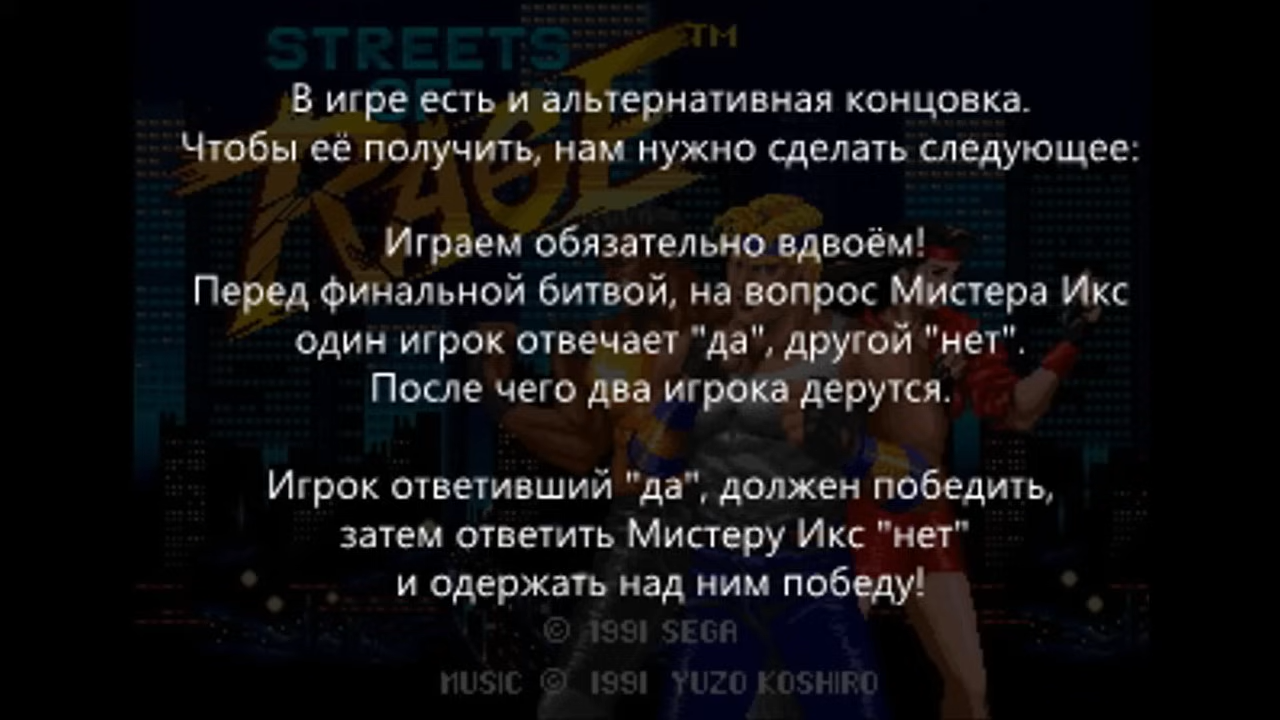 STREETS
OF
RAGE™
В игре есть и альтернативная концовка.
Чтобы её получить, нам нужно сделать следующее:
Играем обязательно вдвоём!
Перед финальной битвой, на вопрос Мистера Икс
один игрок отвечает "да", другой "нет".
После чего два игрока дерутся.
Игрок ответивший "да", должен победить,
затем ответить Мистеру Икс "нет"
и одержать над ним победу!
© 1991 SEGA
MUSIC © 1991 YUZO KOSHIRO